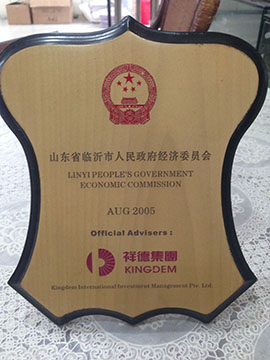 山东省临沂市人民政府经济委员会
LINYI PEOPLE'S GOVERNMENT
ECONOMIC COMMISSION
AUG 2005
Official Advisers :
祥德集團
KINGDEM
Kingdem International Investment Management Pte. Ltd.